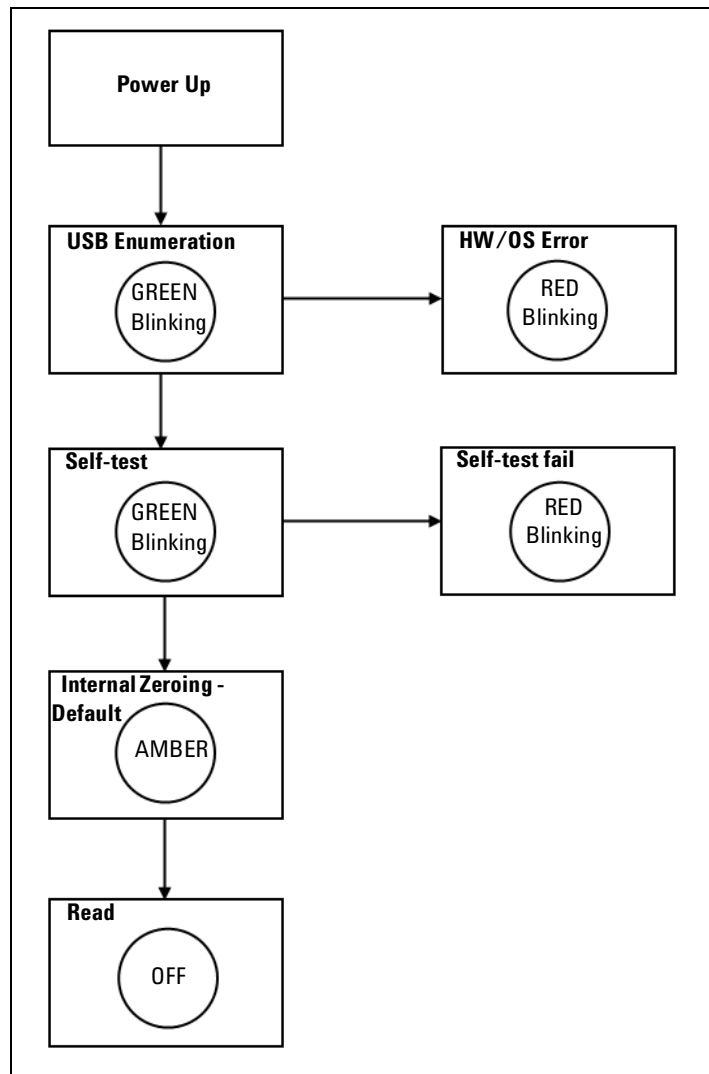 Power Up
USB Enumeration
GREEN
Blinking
HW/OS Error
RED
Blinking
Self-test
GREEN
Blinking
Self-test fail
RED
Blinking
Internal Zeroing -
Default
AMBER
Read
OFF